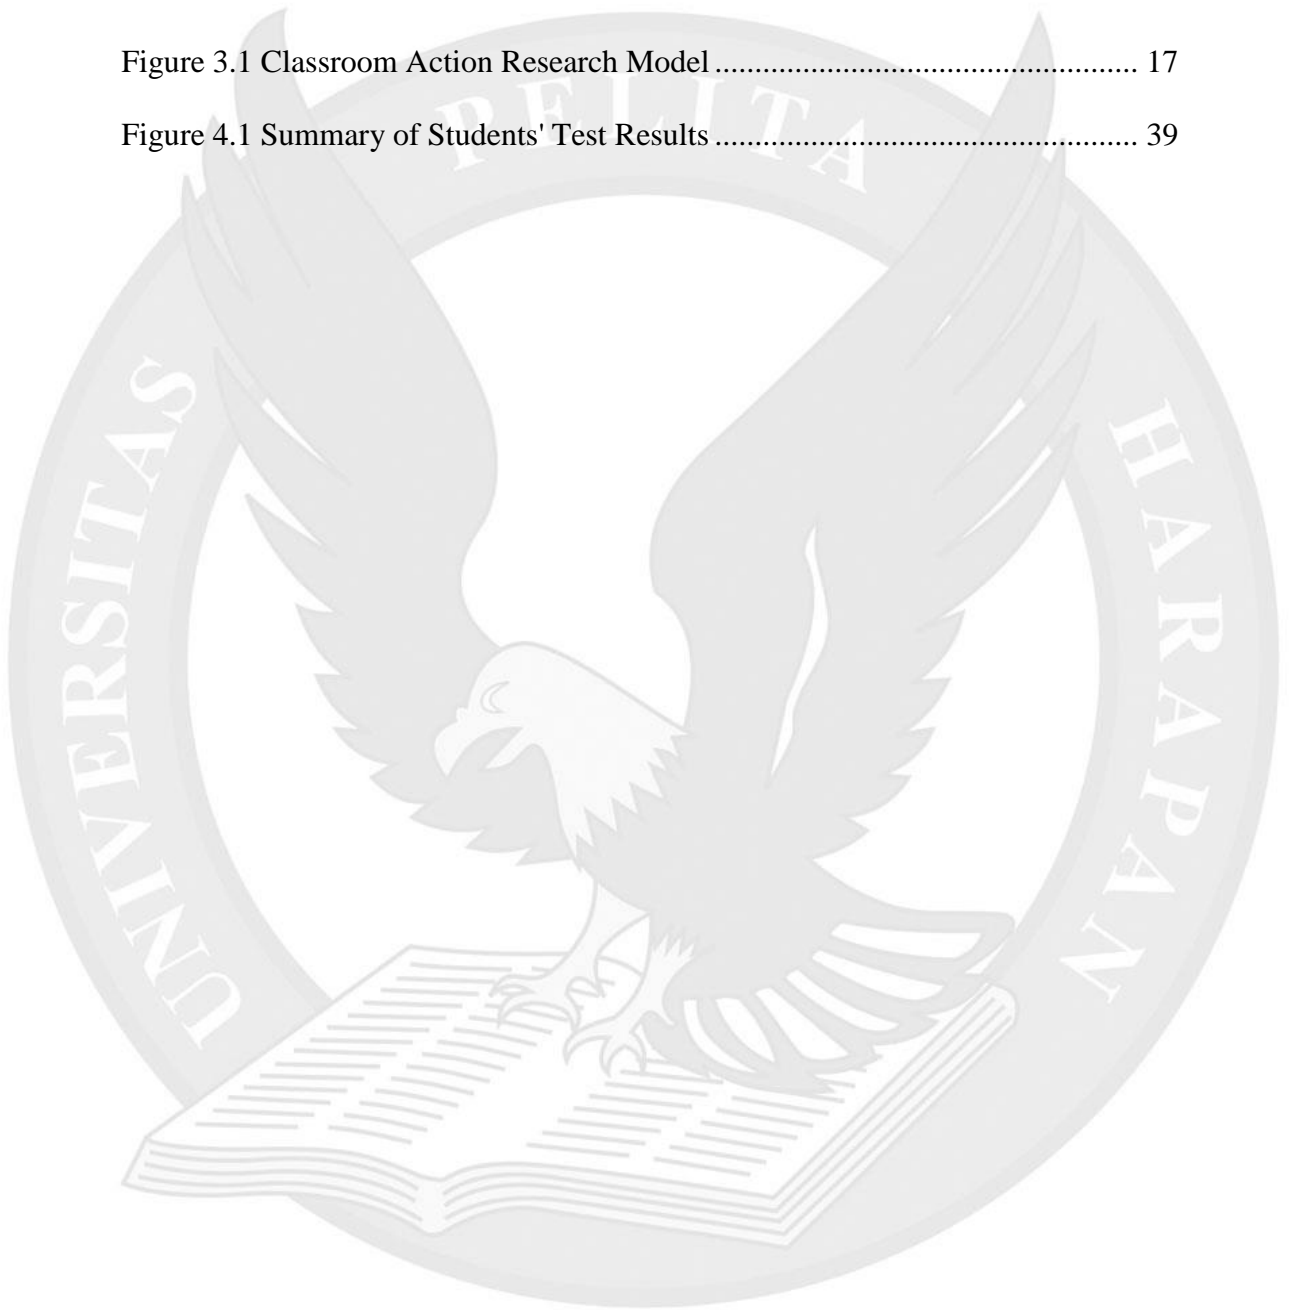 Figure 3.1 Classroom Action Research Model .................................................... 17
Figure 4.1 Summary of Students' Test Results .................................................... 39
UNIVERSITAS PELITA HARAPAN